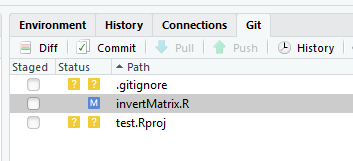 Environment History Connections Git
Diff Commit Pull Push History
Staged Status Path
? ? .gitignore
M invertMatrix.R
? ? test.Rproj